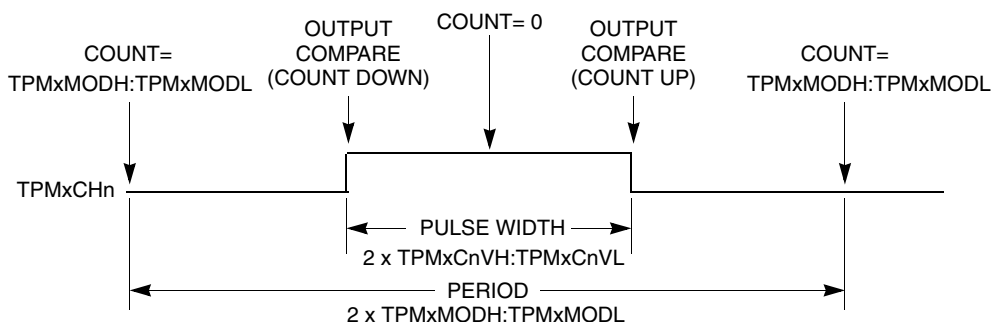 COUNT= 0
OUTPUT
COMPARE
(COUNT DOWN)
OUTPUT
COMPARE
(COUNT UP)
COUNT=
TPMxMODH:TPMxMODL
COUNT=
TPMxMODH:TPMxMODL
TPMxCHn
PULSE WIDTH
2 x TPMxCnVH:TPMxCnVL
PERIOD
2 x TPMxMODH:TPMxMODL